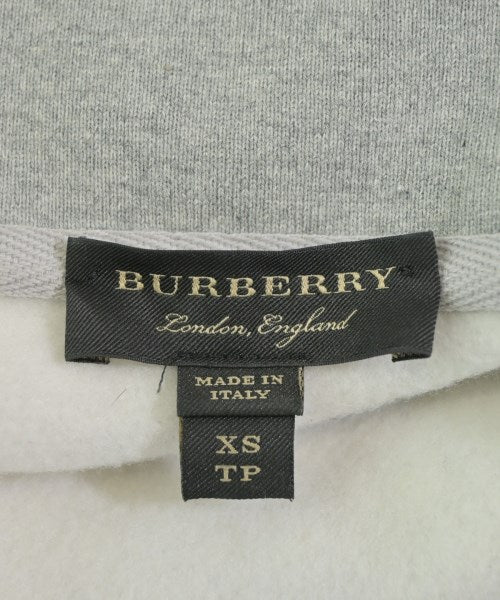 BURBERRY
London, England
MADE IN
ITALY
XS
TP